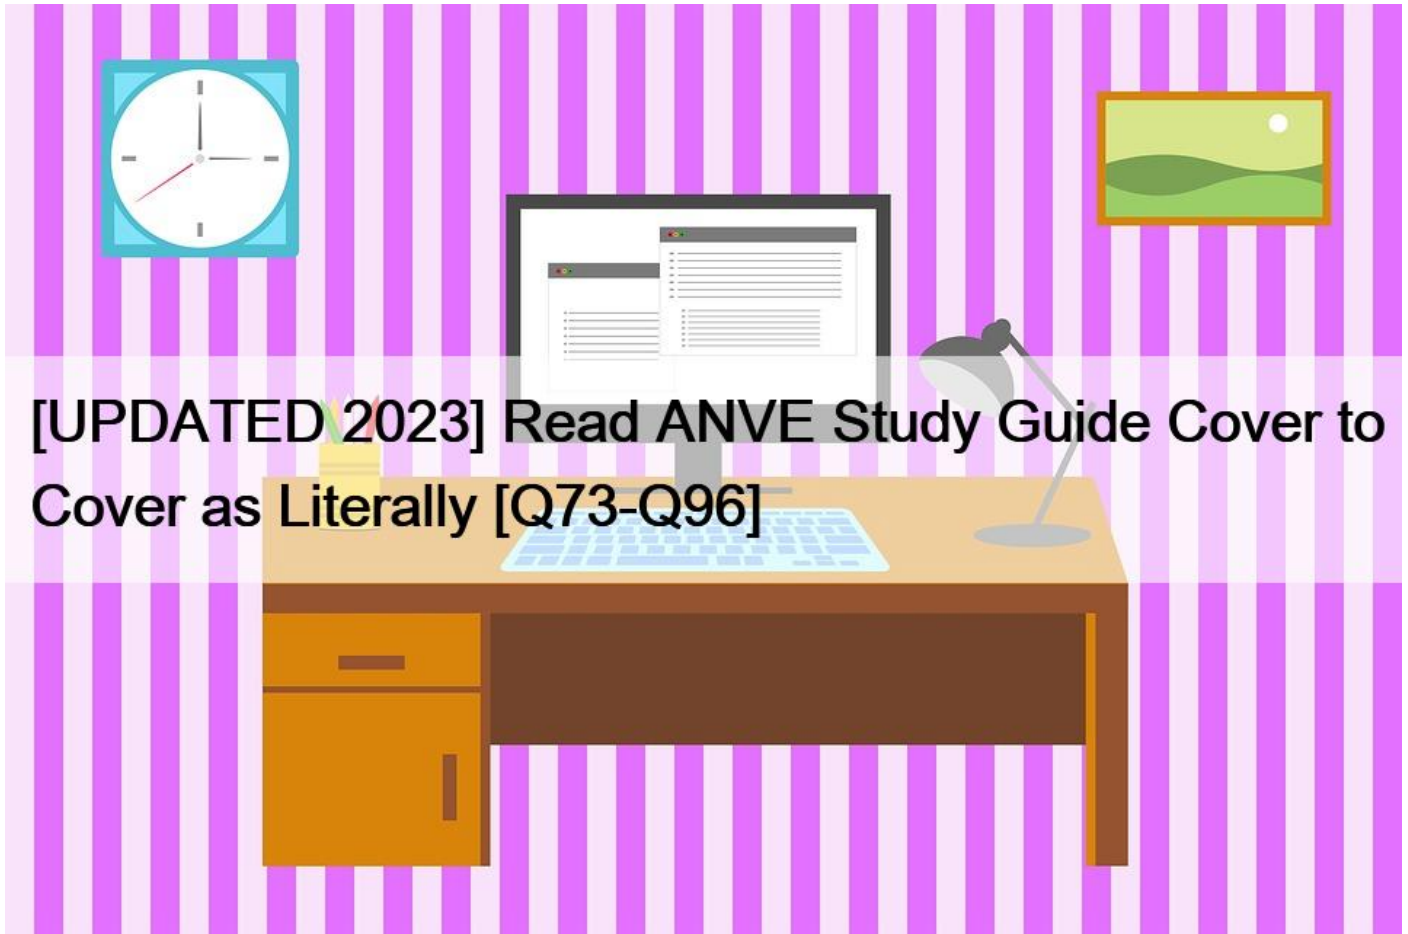 [UPDATED 2023] Read ANVE Study Guide Cover to
Cover as Literally [Q73-Q96]